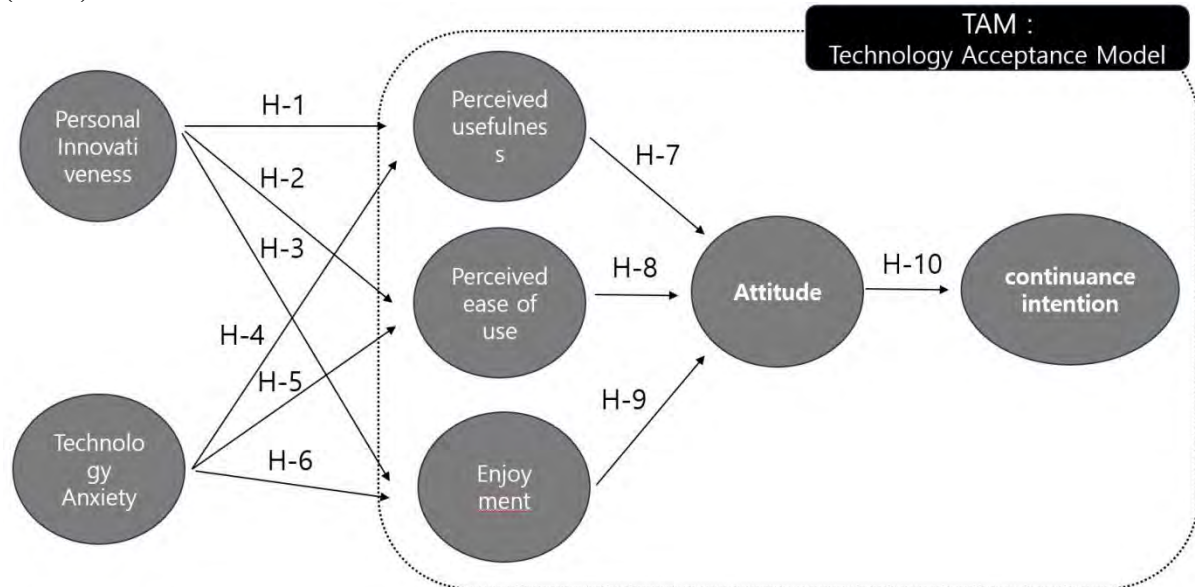 TAM :
Technology Acceptance Model
Personal
Innovati
veness
H-1
H-2
H-3
H-4
H-5
H-6
Technolo
gy
Anxiety
Perceived
usefulnes
s
Perceived
ease of
use
Enjoy
ment
H-7
H-8
H-9
Attitude
H-10
continuance
intention